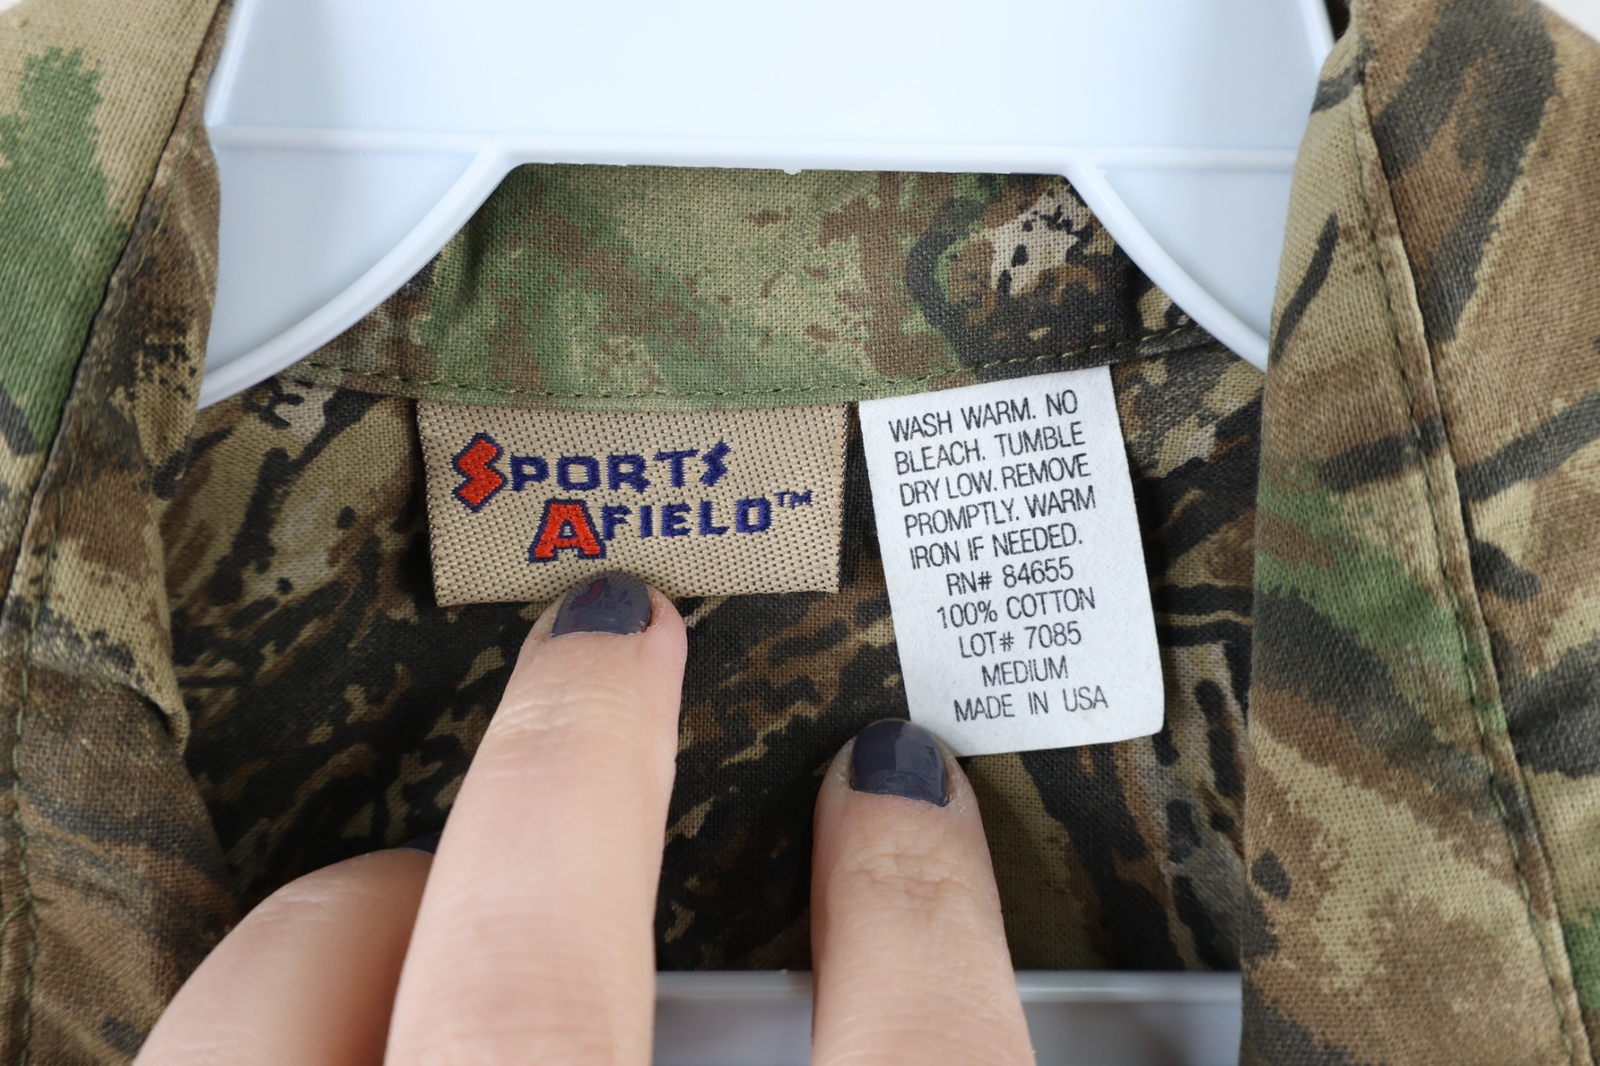 SPORTS
AFIELD™
WASH WARM. NO
BLEACH. TUMBLE
DRY LOW. REMOVE
PROMPTLY. WARM
IRON IF NEEDED.
RN# 84655
100% COTTON
LOT# 7085
MEDIUM
MADE IN USA